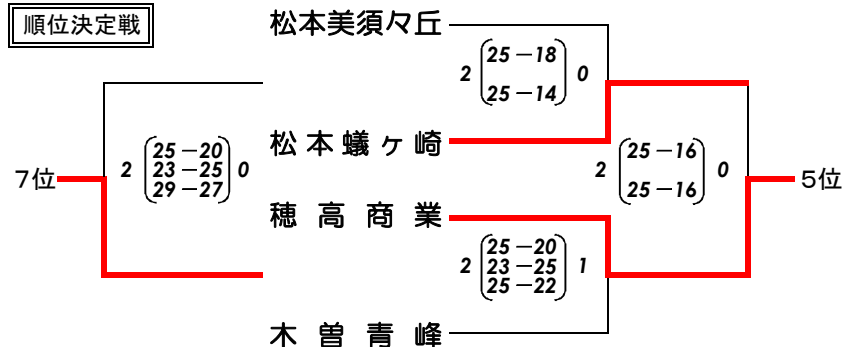 順位決定戦
松本美須々丘
2 25-18 0
25-14
松本蟻ヶ崎
2 25-20 0
23-25
29-27
2 25-16 0
25-16
7位
5位
穂高商業
2 25-20 1
23-25
25-22
木曽青峰